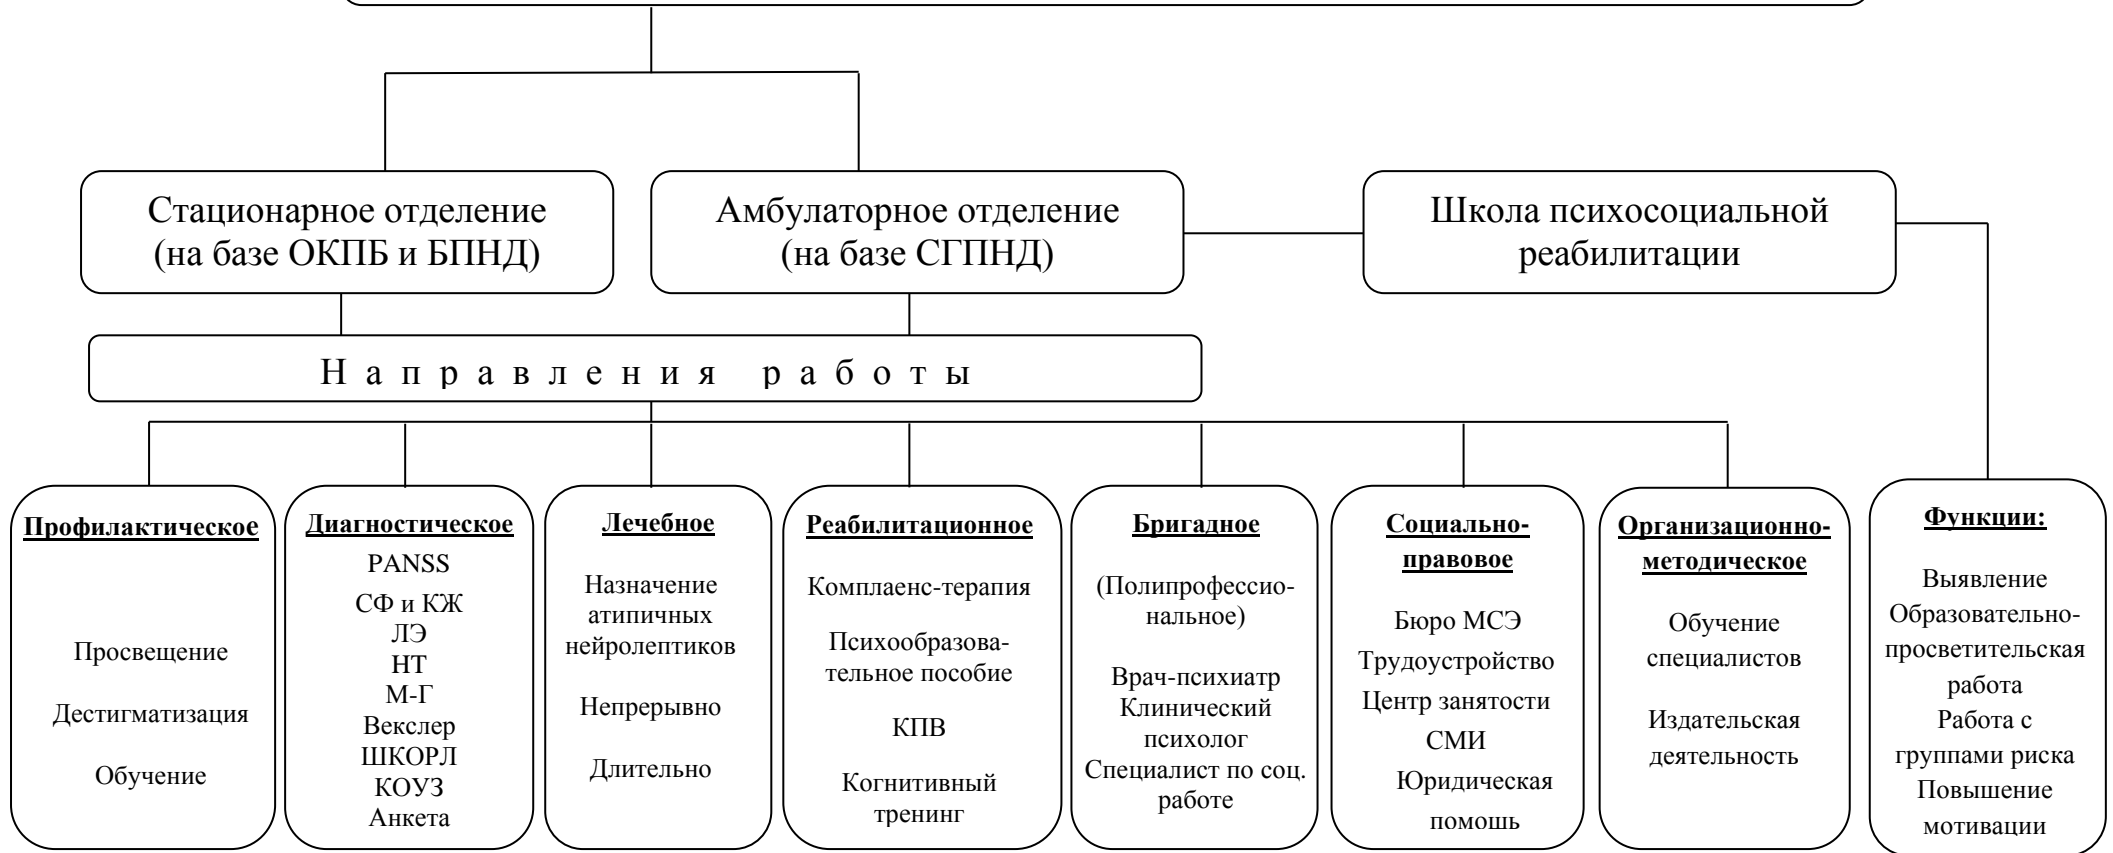 Стационарное отделение
(на базе ОКПБ и БПНД)
Амбулаторное отделение
(на базе СГПНД)
Школа психосоциальной
реабилитации
Направления работы
Профилактическое
Просвещение
Дестигматизация
Обучение
Диагностическое
PANSS
СФ и КЖ
ЛЭ
НТ
М-Г
Векслер
ШКОРЛ
КОУЗ
Анкета
Лечебное
Назначение
атипичных
нейролептиков
Непрерывно
Длительно
Реабилитационное
Комплаенс-терапия
Психообразова-
тельное пособие
КПВ
Когнитивный
тренинг
Бригадное
(Полипрофессио-
нальное)
Врач-психиатр
Клинический
психолог
Специалист по соц.
работе
Социально-
правовое
Бюро МСЭ
Трудоустройство
Центр занятости
СМИ
Юридическая
помошь
Организационно-
методическое
Обучение
специалистов
Издательская
деятельность
Функции:
Выявление
Образовательно-
просветительская
работа
Работа с
группами риска
Повышение
мотивации